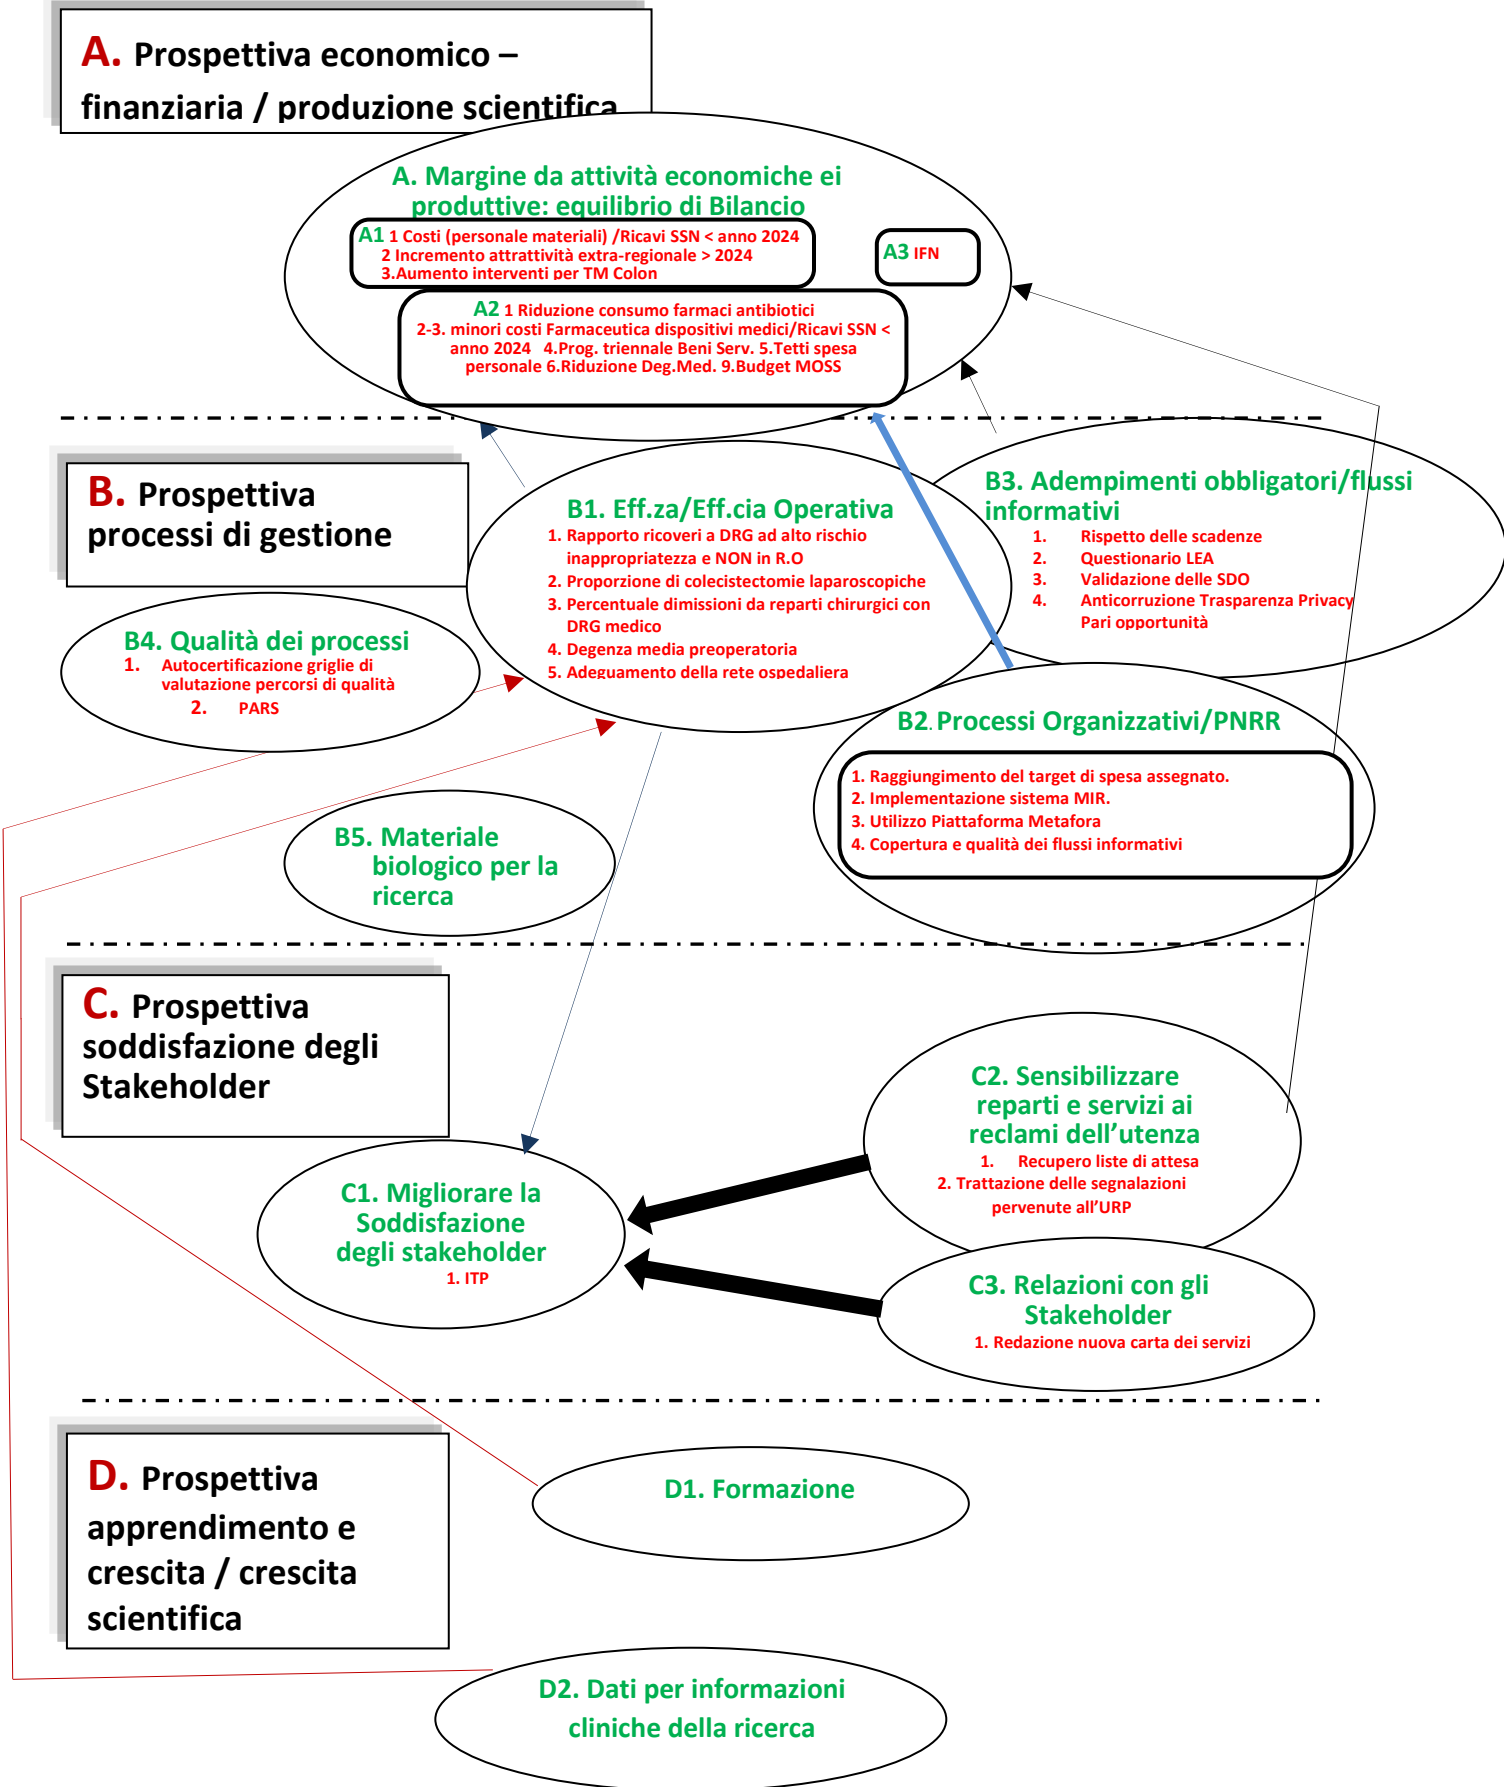 A. Prospettiva economico –
finanziaria / produzione scientifica
A. Margine da attività economiche ei
produttive: equilibrio di Bilancio
A1 1 Costi (personale materiali) /Ricavi SSN < anno 2024
2 Incremento attrattività extra-regionale > 2024
3.Aumento interventi per TM Colon
A3 IFN
A2 1 Riduzione consumo farmaci antibiotici
2-3. minori costi Farmaceutica dispositivi medici/Ricavi SSN <
anno 2024 4.Prog. triennale Beni Serv. 5.Tetti spesa
personale 6.Riduzione Deg.Med. 9.Budget MOSS
B. Prospettiva
processi di gestione
B1. Eff.za/Eff.cia Operativa
1. Rapporto ricoveri a DRG ad alto rischio
inappropriatezza e NON in R.O
2. Proporzione di colecistectomie laparoscopiche
3. Percentuale dimissioni da reparti chirurgici con
DRG medico
4. Degenza media preoperatoria
5. Adeguamento della rete ospedaliera
B3. Adempimenti obbligatori/flussi
informativi
1. Rispetto delle scadenze
2. Questionario LEA
3. Validazione delle SDO
4. Anticorruzione Trasparenza Privacy
Pari opportunità
B4. Qualità dei processi
1. Autocertificazione griglie di
valutazione percorsi di qualità
2. PARS
B2. Processi Organizzativi/PNRR
1. Raggiungimento del target di spesa assegnato.
2. Implementazione sistema MIR.
3. Utilizzo Piattaforma Metafora
4. Copertura e qualità dei flussi informativi
B5. Materiale
biologico per la
ricerca
C. Prospettiva
soddisfazione degli
Stakeholder
C2. Sensibilizzare
reparti e servizi ai
reclami dell’utenza
1. Recupero liste di attesa
2. Trattazione delle segnalazioni
pervenute all’URP
C1. Migliorare la
Soddisfazione
degli stakeholder
1. ITP
C3. Relazioni con gli
Stakeholder
1. Redazione nuova carta dei servizi
D. Prospettiva
apprendimento e
crescita / crescita
scientifica
D1. Formazione
D2. Dati per informazioni
cliniche della ricerca